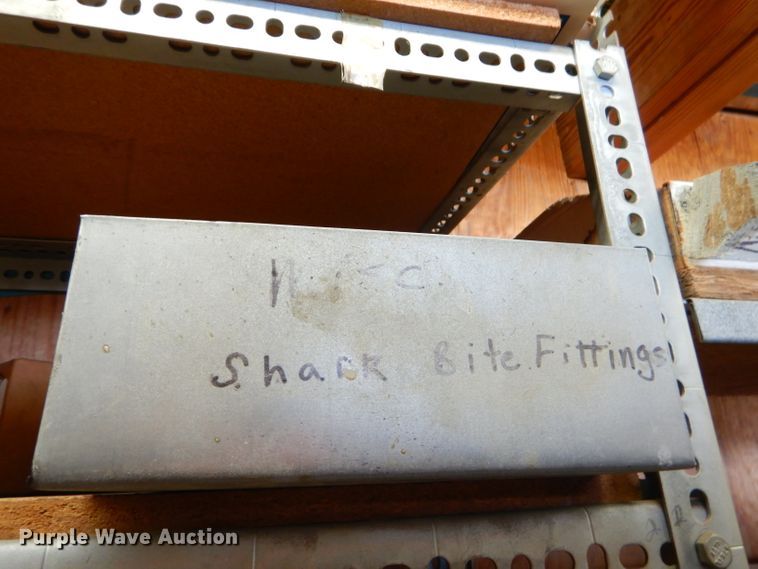 Shark Bite Fittings
Purple Wave Auction